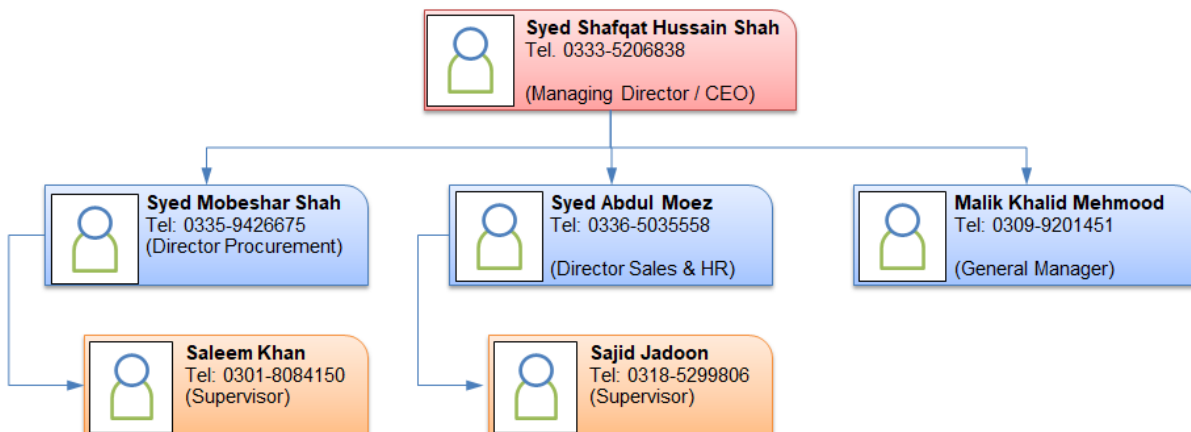 Syed Shafqat Hussain Shah
Tel. 0333-5206838
(Managing Director / CEO)
Syed Mobeshar Shah
Tel: 0335-9426675
(Director Procurement)
Syed Abdul Moez
Tel: 0336-5035558
(Director Sales & HR)
Malik Khalid Mehmood
Tel: 0309-9201451
(General Manager)
Saleem Khan
Tel: 0301-8084150
(Supervisor)
Sajid Jadoon
Tel: 0318-5299806
(Supervisor)